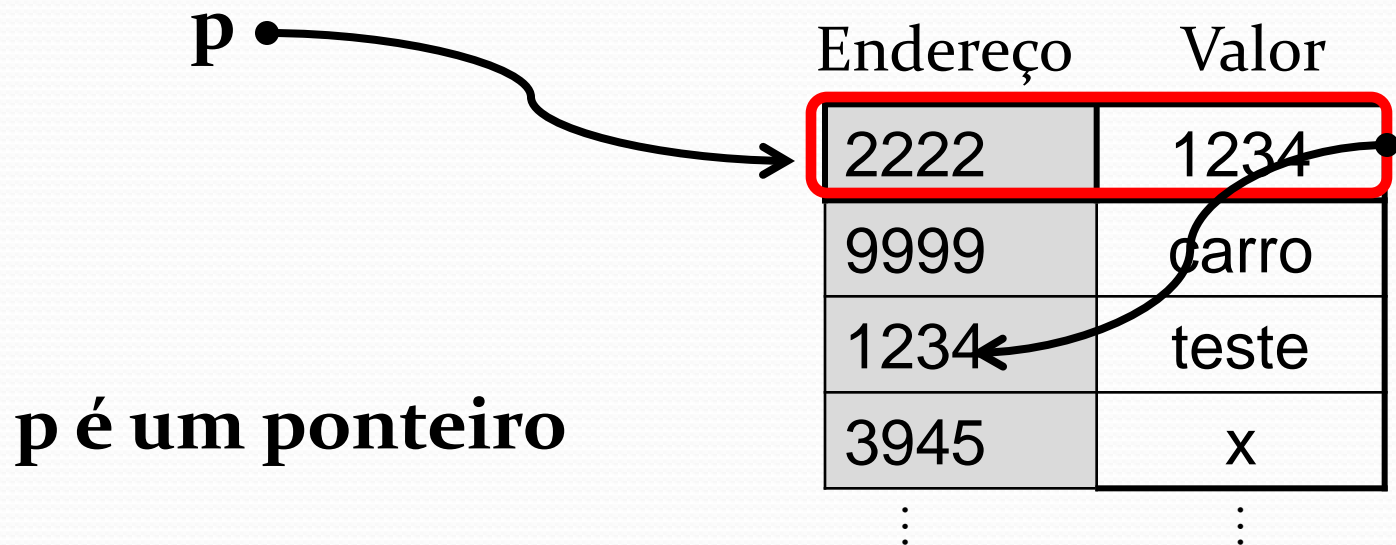 p
Endereço Valor
2222 1234
9999 carro
1234 teste
p é um ponteiro
3945 x
⋮ ⋮